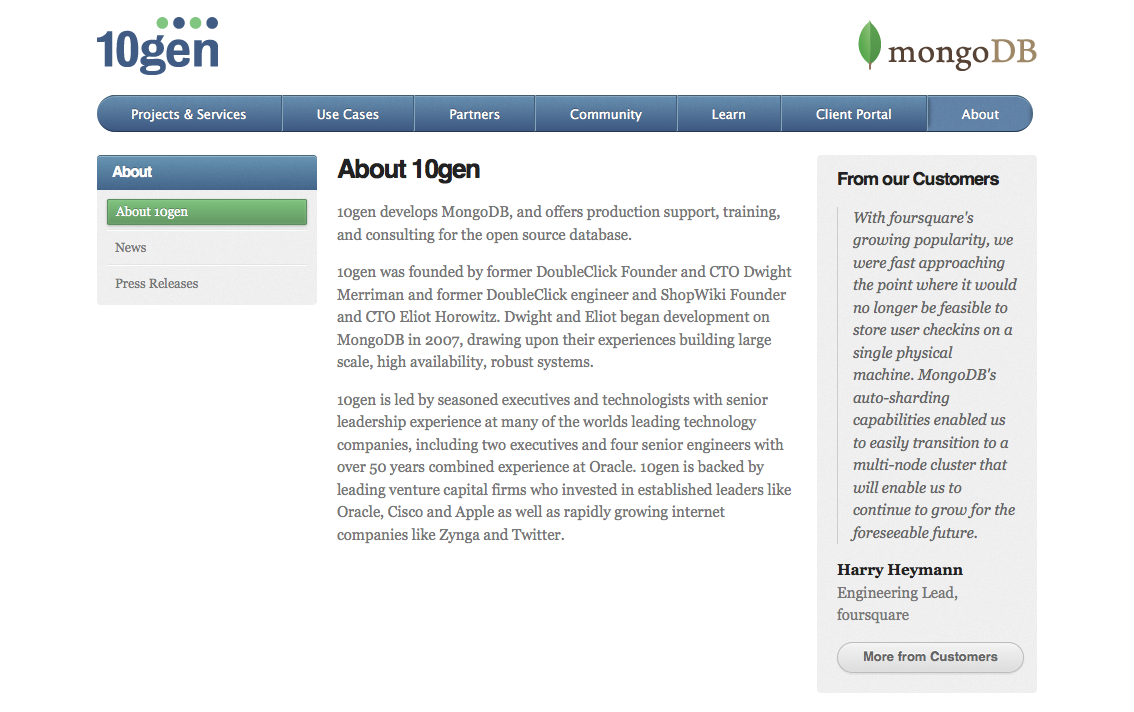 10gen
mongoDB
Projects & Services
Use Cases
Partners
Community
Learn
Client Portal
About
About
About 10gen
News
Press Releases
About 10gen
10gen develops MongoDB, and offers production support, training,
and consulting for the open source database.
10gen was founded by former DoubleClick Founder and CTO Dwight
Merriman and former DoubleClick engineer and ShopWiki Founder
and CTO Eliot Horowitz. Dwight and Eliot began development on
MongoDB in 2007, drawing upon their experiences building large
scale, high availability, robust systems.
10gen is led by seasoned executives and technologists with senior
leadership experience at many of the worlds leading technology
companies, including two executives and four senior engineers with
over 50 years combined experience at Oracle. 10gen is backed by
leading venture capital firms who invested in established leaders like
Oracle, Cisco and Apple as well as rapidly growing internet
companies like Zynga and Twitter.
From our Customers
With foursquare's
growing popularity, we
were fast approaching
the point where it would
no longer be feasible to
store user checkins on a
single physical
machine. MongoDB's
auto-sharding
capabilities enabled us
to easily transition to a
multi-node cluster that
will enable us to
continue to grow for the
foreseeable future.
Harry Heymann
Engineering Lead,
foursquare
More from Customers